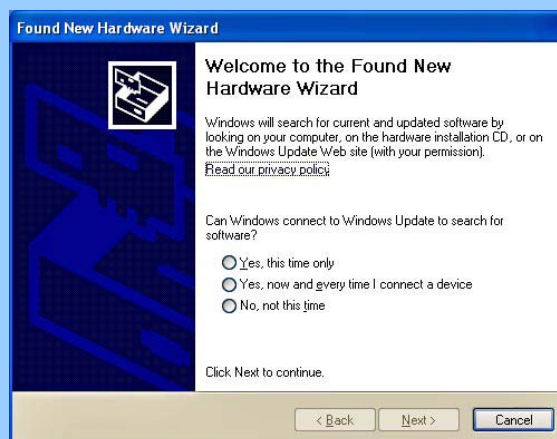 Found New Hardware Wizard
Welcome to the Found New
Hardware Wizard
Windows will search for current and updated software by
looking on your computer, on the hardware installation CD, or on
the Windows Update Web site (with your permission).
Read our privacy policy
Can Windows connect to Windows Update to search for
software?
Yes, this time only
Yes, now and every time I connect a device
No, not this time
Click Next to continue.
< Back
Next >
Cancel